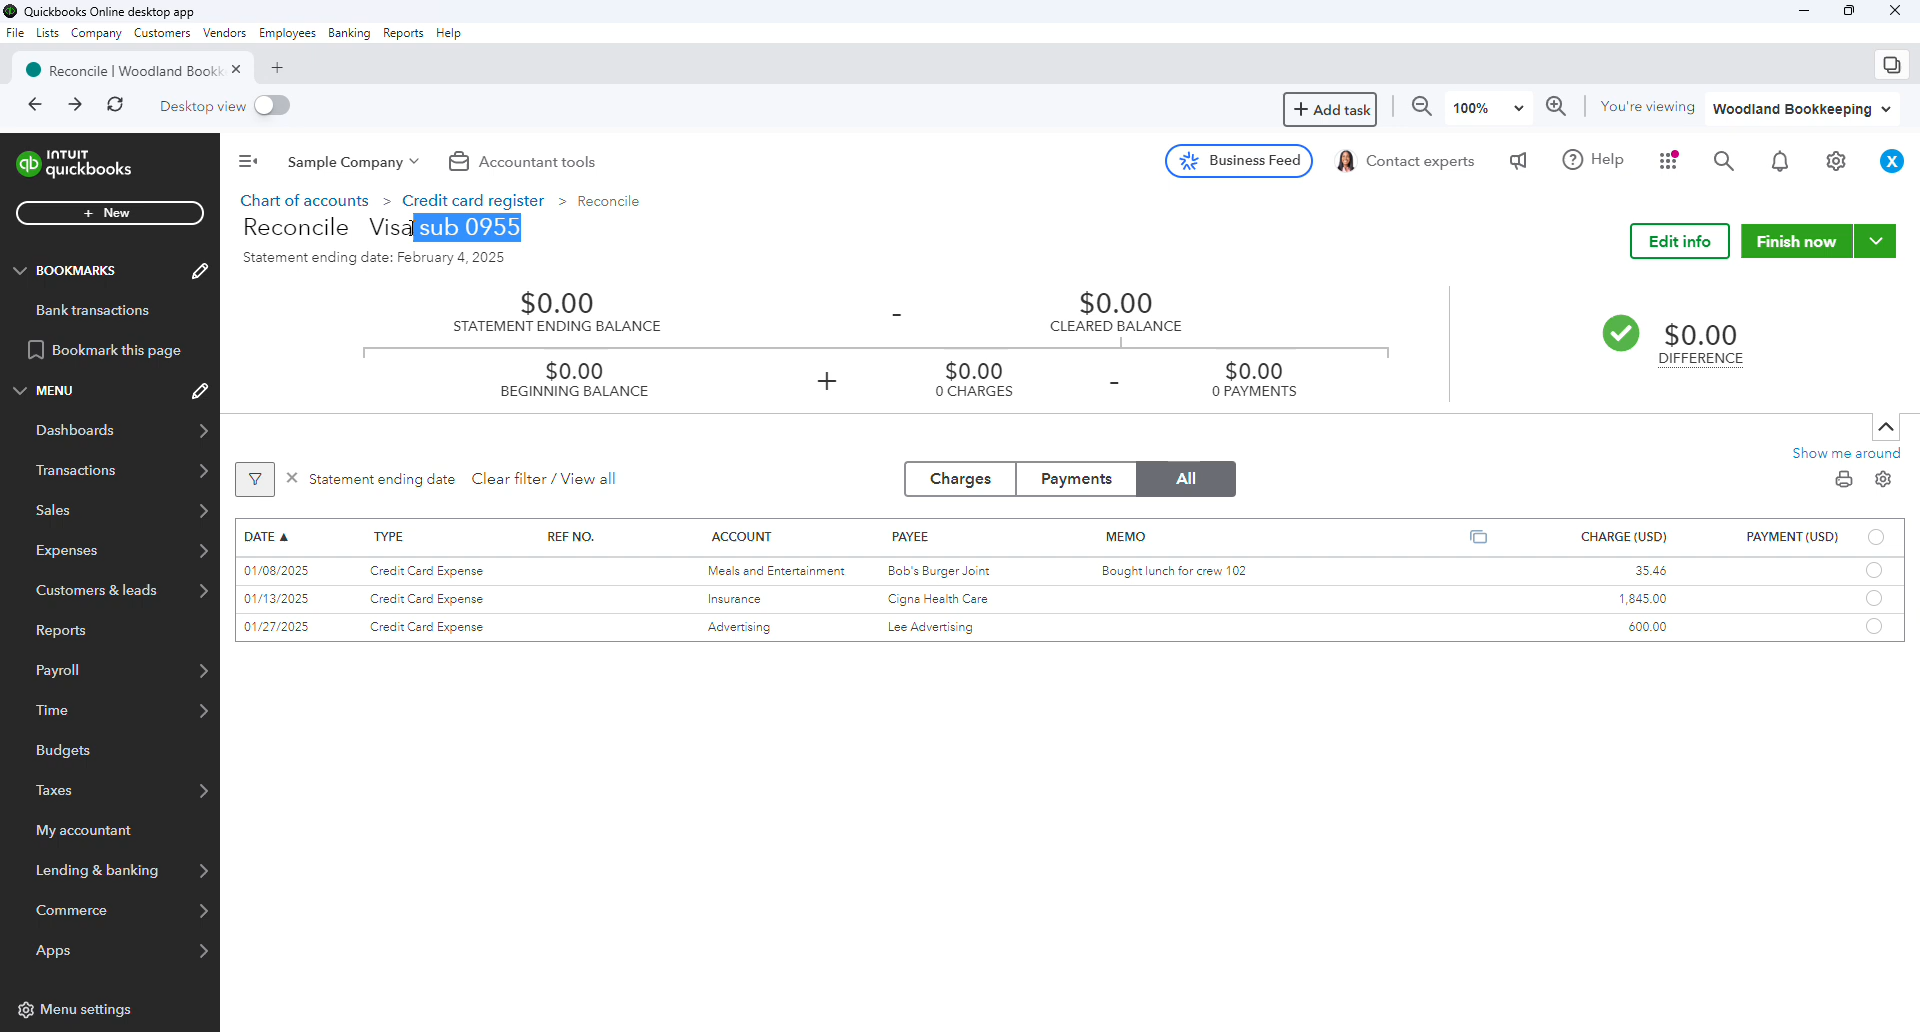 Quickbooks Online desktop app
File Lists Company Customers Vendors Employees Banking Reports Help
Reconcile | Woodland Bookk
Desktop view
+ Add task
100%
You're viewing
Woodland Bookkeeping
INTUIT
quickbooks
Sample Company
Accountant tools
Business Feed
Contact experts
Help
X
+ New
Chart of accounts > Credit card register > Reconcile
Reconcile Visa sub 0955
Statement ending date: February 4, 2025
Edit info
Finish now
BOOKMARKS
Bank transactions
Bookmark this page
MENU
Dashboards
Transactions
Sales
Expenses
Customers & leads
Reports
Payroll
Time
Budgets
Taxes
My accountant
Lending & banking
Commerce
Apps
Menu settings
$0.00 - $0.00
STATEMENT ENDING BALANCE CLEARED BALANCE
$0.00 + $0.00 - $0.00
BEGINNING BALANCE 0 CHARGES 0 PAYMENTS
$0.00
DIFFERENCE
Show me around
Statement ending date Clear filter / View all
Charges Payments All
DATE ▲ TYPE REF NO. ACCOUNT PAYEE MEMO CHARGE (USD) PAYMENT (USD)
01/08/2025 Credit Card Expense Meals and Entertainment Bob's Burger Joint Bought lunch for crew 102 35.46
01/13/2025 Credit Card Expense Insurance Cigna Health Care 1,845.00
01/27/2025 Credit Card Expense Advertising Lee Advertising 600.00